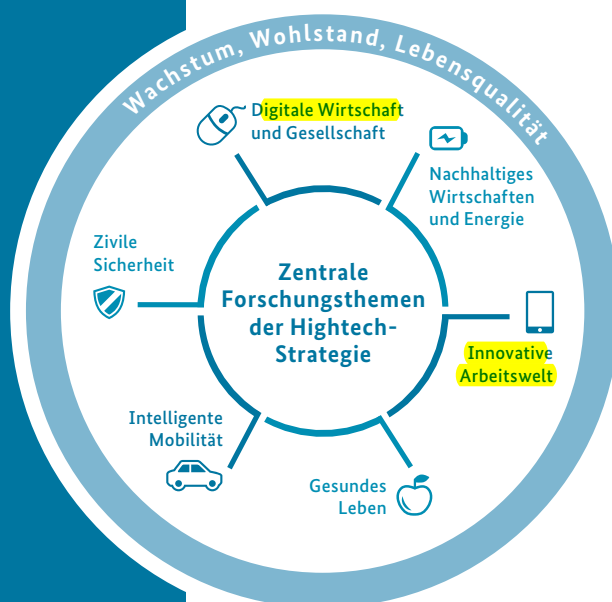 Wachstum, Wohlstand, Lebensqualität
Digitale Wirtschaft
und Gesellschaft
Nachhaltiges
Wirtschaften
und Energie
Zivile
Sicherheit
Zentrale
Forschungsthemen
der Hightech-
Strategie
Innovative
Arbeitswelt
Intelligente
Mobilität
Gesundes
Leben